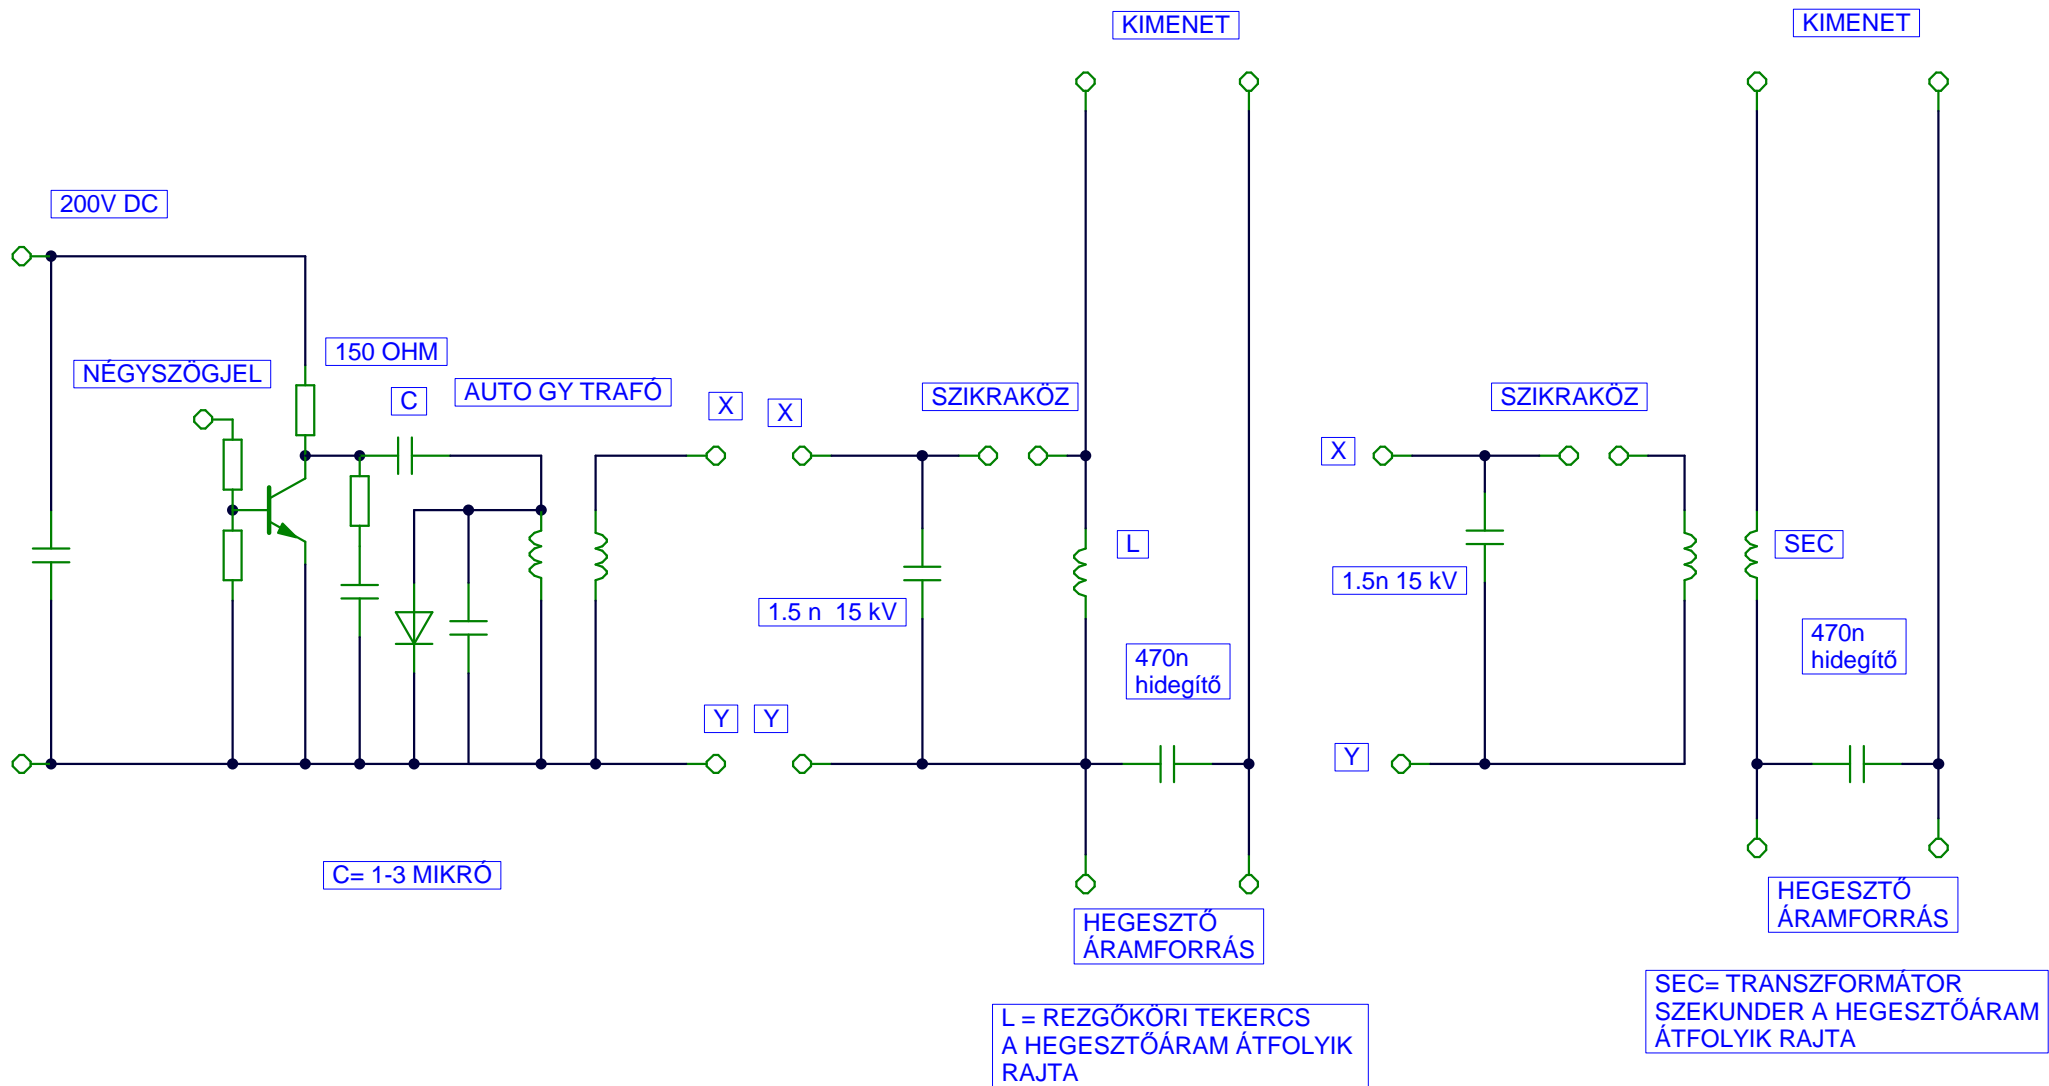 KIMENET
KIMENET
200V DC
150 OHM
NÉGYSZÖGJEL
C
AUTO GY TRAFÓ
X
X
SZIKRAKÖZ
SZIKRAKÖZ
X
L
SEC
1.5 n 15 kV
1.5n 15 kV
470n
hidegítő
470n
hidegítő
Y
Y
Y
C= 1-3 MIKRÓ
HEGESZTŐ
ÁRAMFORRÁS
HEGESZTŐ
ÁRAMFORRÁS
L = REZGŐKÖRI TEKERCS
A HEGESZTŐÁRAM ÁTFOLYIK
RAJTA
SEC= TRANSZFORMÁTOR
SZEKUNDER A HEGESZTŐÁRAM
ÁTFOLYIK RAJTA